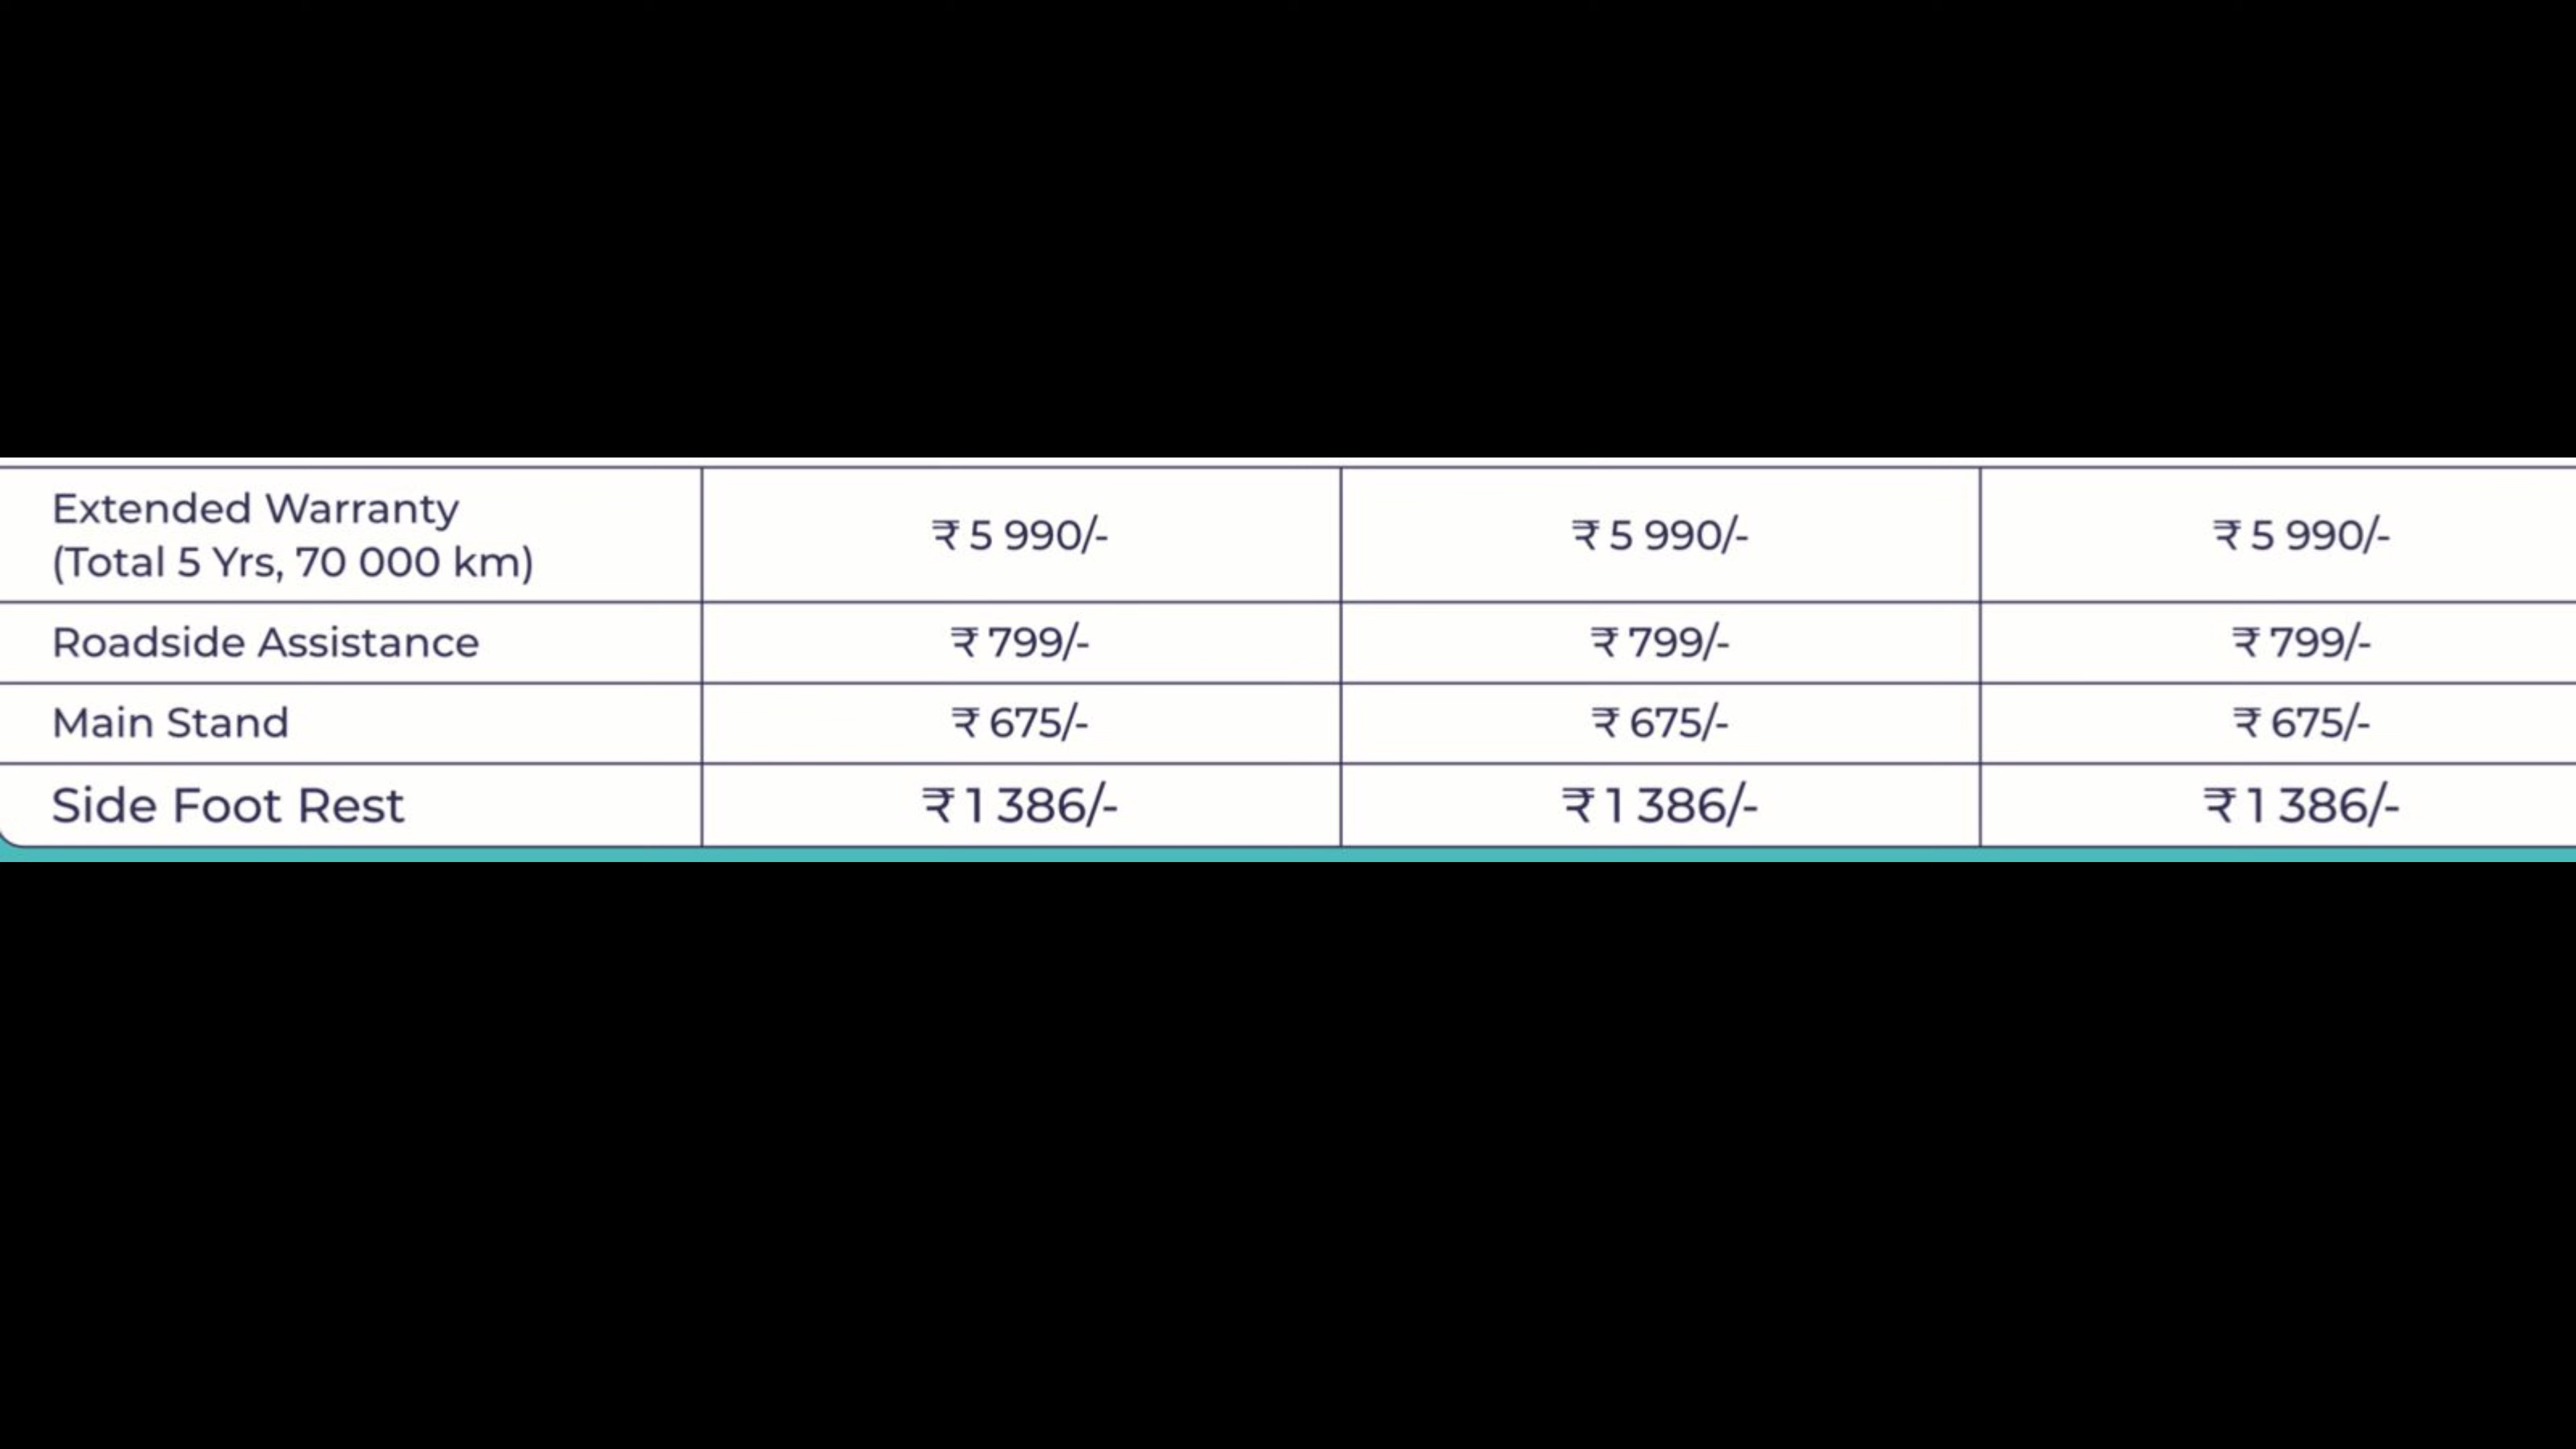 Extended Warranty
(Total 5 Yrs, 70 000 km)
₹ 5 990/- ₹ 5 990/- ₹ 5 990/-
Roadside Assistance ₹ 799/- ₹ 799/- ₹ 799/-
Main Stand ₹ 675/- ₹ 675/- ₹ 675/-
Side Foot Rest ₹ 1 386/- ₹ 1 386/- ₹ 1 386/-